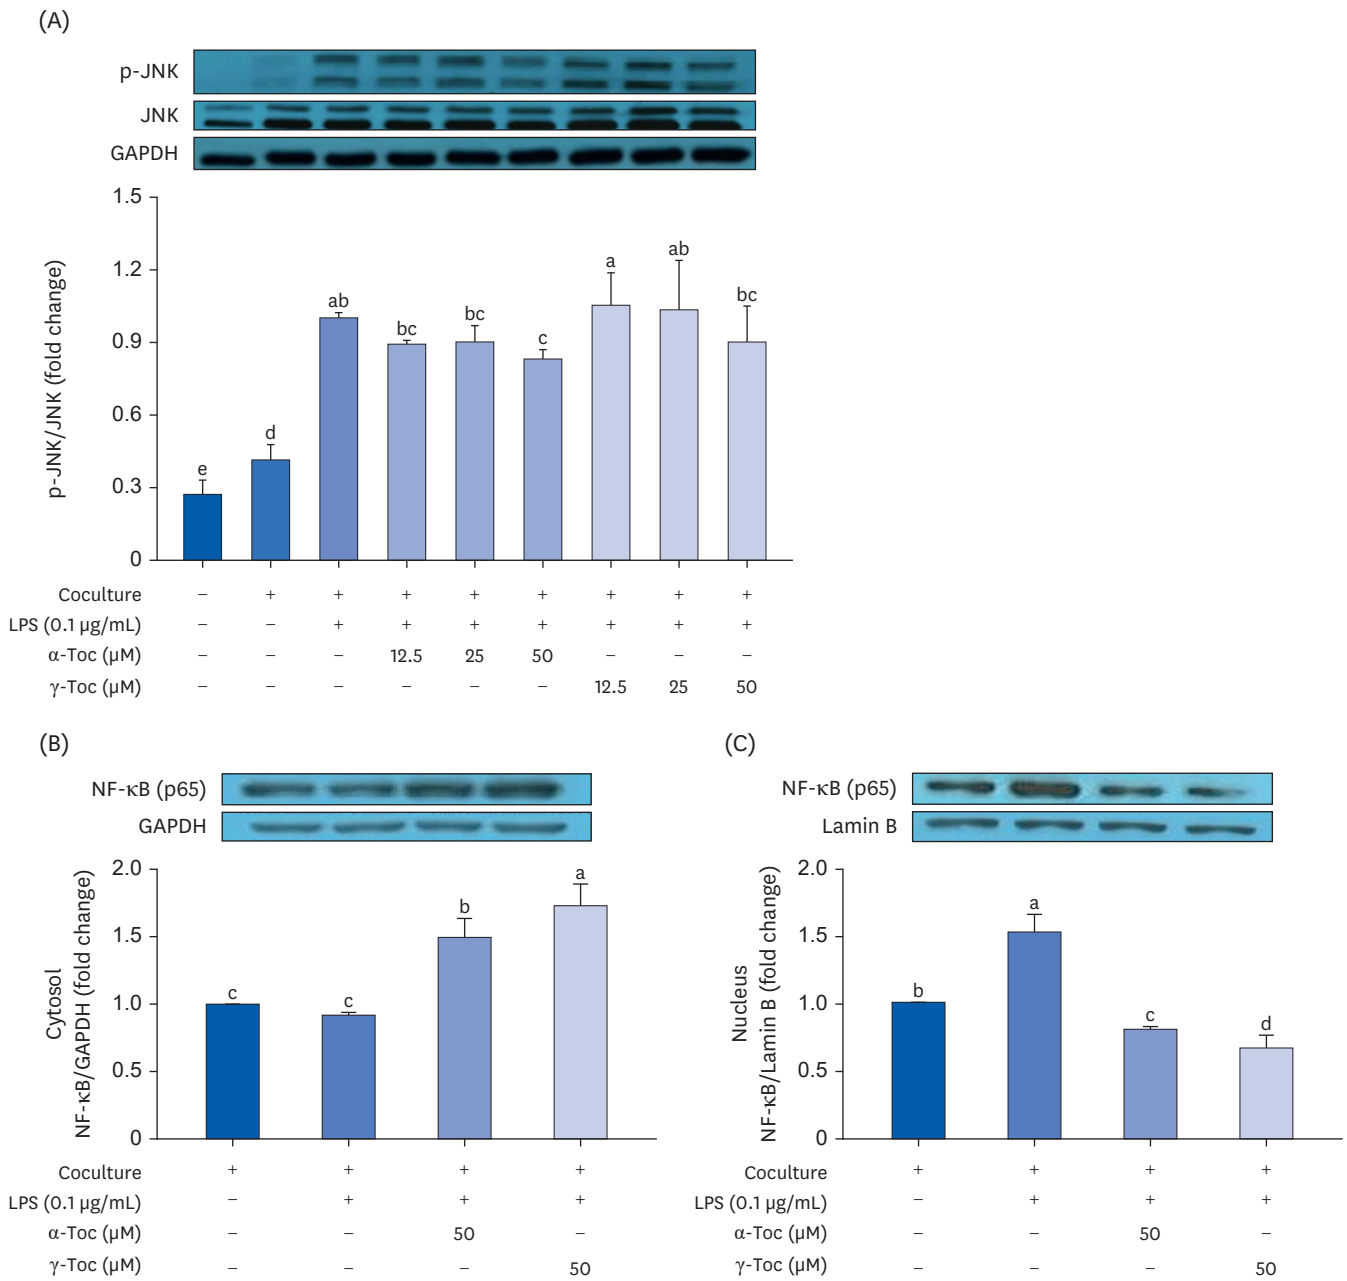 (A)
p-JNK
JNK
GAPDH
1.5
1.2
0.9
0.6
0.3
0
p-JNK/JNK (fold change)
e
d
ab
bc
bc
c
a
ab
bc
Coculture − + + + + + + + +
LPS (0.1 µg/mL) − − + + + + + + +
α-Toc (µM) − − − 12.5 25 50 − − −
γ-Toc (µM) − − − − − − 12.5 25 50
(B)
NF-κB (p65)
GAPDH
2.0
1.5
1.0
0.5
0
Cytosol
NF-κB/GAPDH (fold change)
c
c
b
a
Coculture + + + +
LPS (0.1 µg/mL) − + + +
α-Toc (µM) − − 50 −
γ-Toc (µM) − − − 50
(C)
NF-κB (p65)
Lamin B
2.0
1.5
1.0
0.5
0
Nucleus
NF-κB/Lamin B (fold change)
b
a
c
d
Coculture + + + +
LPS (0.1 µg/mL) − + + +
α-Toc (µM) − − 50 −
γ-Toc (µM) − − − 50